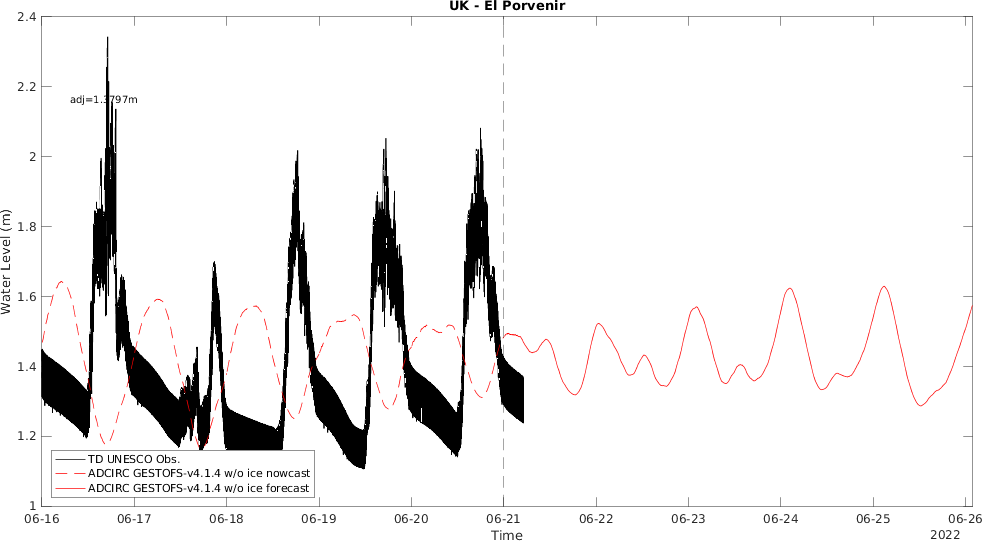 UK - El Porvenir
2.4
2.2
2
1.8
1.6
1.4
1.2
1
Water Level (m)
adj=1.3797m
TD UNESCO Obs.
ADCIRC GESTOFS-v4.1.4 w/o ice nowcast
ADCIRC GESTOFS-v4.1.4 w/o ice forecast
06-16 06-17 06-18 06-19 06-20 06-21 06-22 06-23 06-24 06-25 06-26
Time
2022